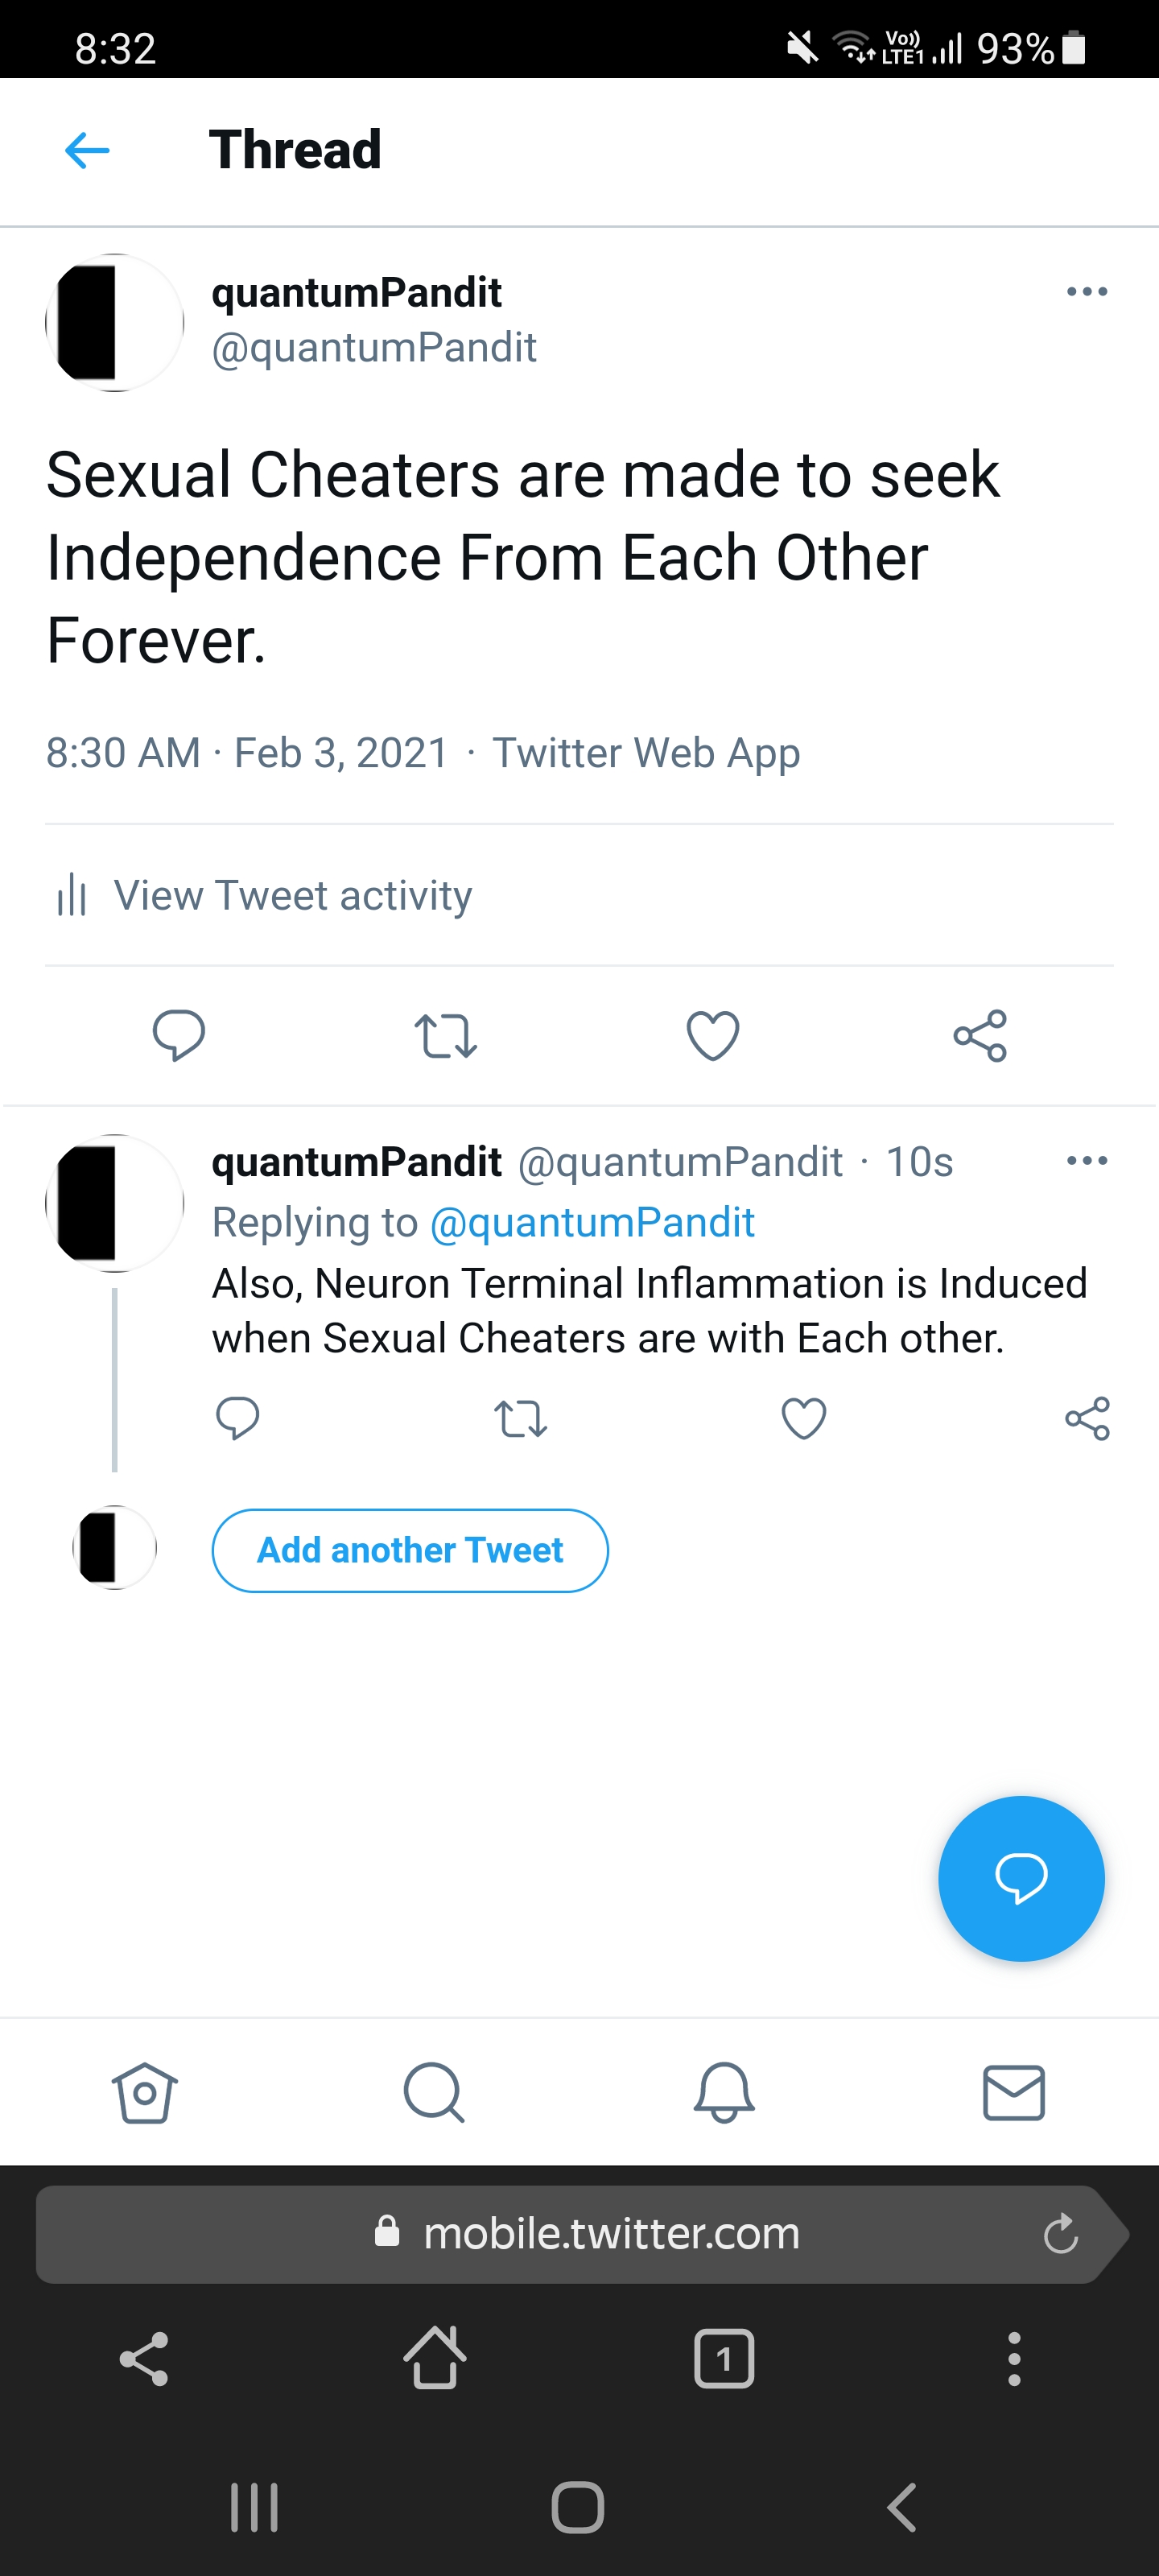 8:32
Vo)) LTE1 93%
Thread
quantumPandit
@quantumPandit
Sexual Cheaters are made to seek
Independence From Each Other
Forever.
8:30 AM · Feb 3, 2021 · Twitter Web App
View Tweet activity
quantumPandit @quantumPandit · 10s
Replying to @quantumPandit
Also, Neuron Terminal Inflammation is Induced
when Sexual Cheaters are with Each other.
Add another Tweet
mobile.twitter.com
1